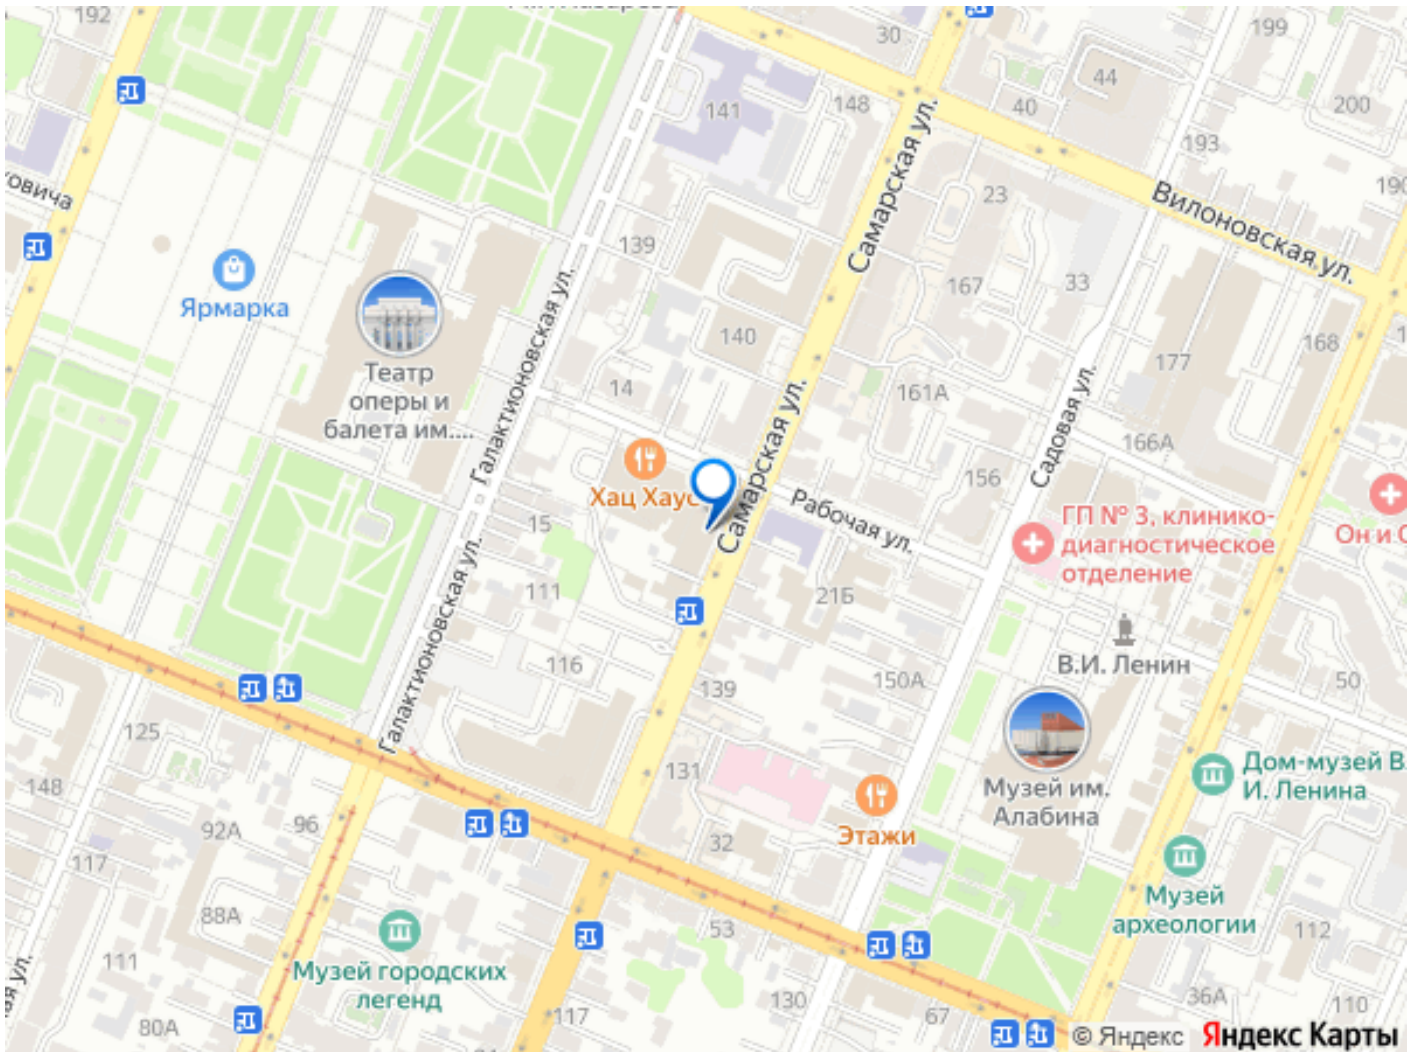 192
30
199
44
148
40
200
141
Самарская ул.
193
Вилоновская ул.
190
овича
23
139
Ярмарка
Галактионовская ул.
167
33
140
168
177
Театр
оперы и
балета им....
14
161А
Самарская ул.
Садовая ул.
166А
156
Хац Хаус
Рабочая ул.
15
ГП № 3, клинико-
диагностическое
отделение
Он и С
Галактионовская ул.
111
21Б
116
В.И. Ленин
150А
50
139
125
131
Музей им.
Алабина
Дом-музей В.
И. Ленина
148
92А
96
32
Этажи
117
Музей
археологии
88А
53
112
111
Музей городских
легенд
130
36А
110
80А
117
67
© Яндекс Яндекс Карты